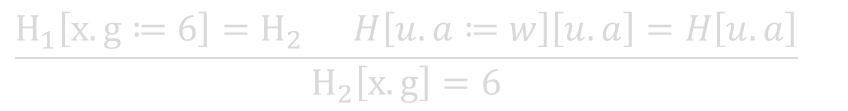 H₁[x. g ≔ 6] = H₂ H[u. a ≔ w][u. a] = H[u. a]
H₂[x. g] = 6